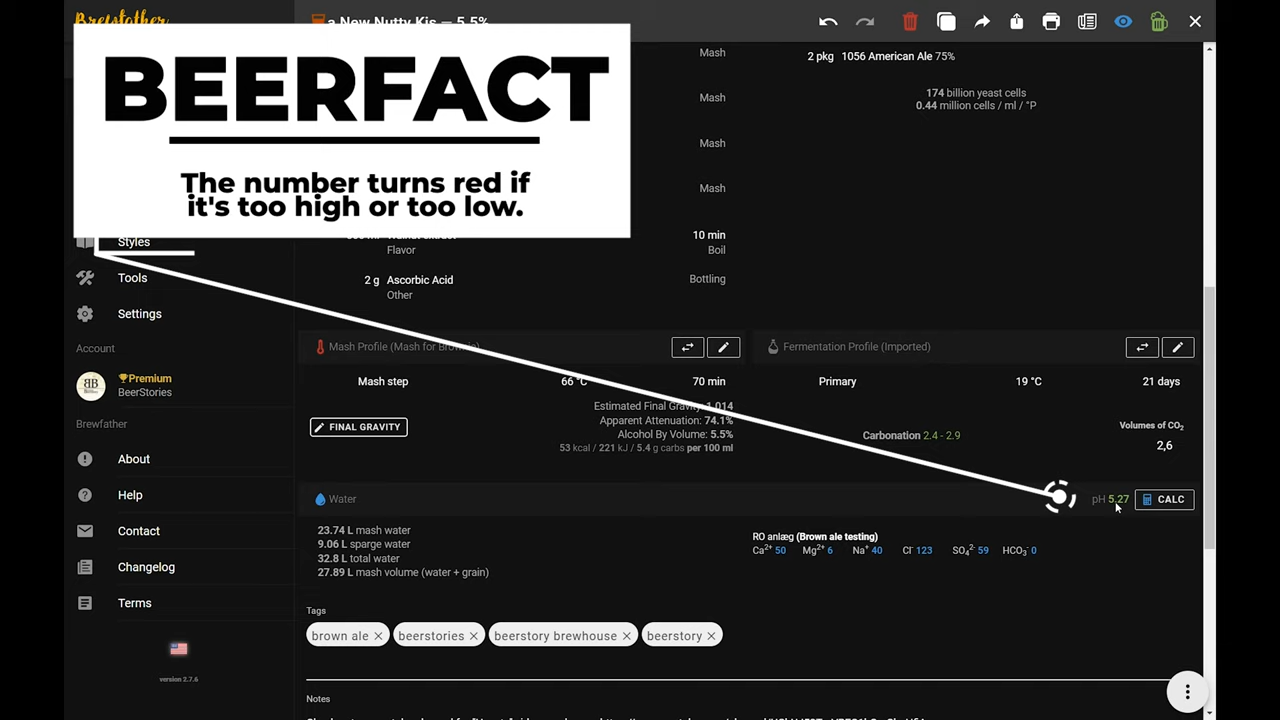 Brewfather
a New Nutty Kis — 5.5%
BEERFACT
The number turns red if
it's too high or too low.
Mash
Mash
Mash
Mash
2 pkg 1056 American Ale 75%
174 billion yeast cells
0.44 million cells / ml / °P
10 min
Flavor
Boil
2 g Ascorbic Acid
Bottling
Other
Styles
Tools
Settings
Account
Premium
BeerStories
Brewfather
About
Help
Contact
Changelog
Terms
version 2.7.6
Mash Profile (Mash for Brownie)
Mash step 66 °C 70 min
FINAL GRAVITY
Estimated Final Gravity: 1.014
Apparent Attenuation: 74.1%
Alcohol By Volume: 5.5%
53 kcal / 221 kJ / 5.4 g carbs per 100 ml
Fermentation Profile (Imported)
Primary 19 °C 21 days
Carbonation 2.4 - 2.9
Volumes of CO2
2,6
Water
pH 5.27
CALC
23.74 L mash water
9.06 L sparge water
32.8 L total water
27.89 L mash volume (water + grain)
RO anlæg (Brown ale testing)
Ca2+ 50 Mg2+ 6 Na+ 40 Cl- 123 SO42- 59 HCO3- 0
Tags
brown ale × beerstories × beerstory brewhouse × beerstory ×
Notes